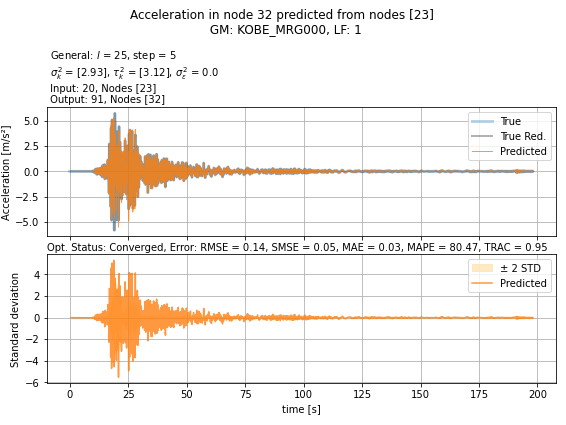 Acceleration in node 32 predicted from nodes [23]
GM: KOBE_MRG000, LF: 1
General: l = 25, step = 5
σ²ₖ = [2.93], τ²ₖ = [3.12], σ²ε = 0.0
Input: 20, Nodes [23]
Output: 91, Nodes [32]
Acceleration [m/s²]
5.0
2.5
0.0
−2.5
−5.0
True
True Red.
Predicted
Opt. Status: Converged, Error: RMSE = 0.14, SMSE = 0.05, MAE = 0.03, MAPE = 80.47, TRAC = 0.95
Standard deviation
4
2
0
−2
−4
−6
± 2 STD
Predicted
0 25 50 75 100 125 150 175 200
time [s]